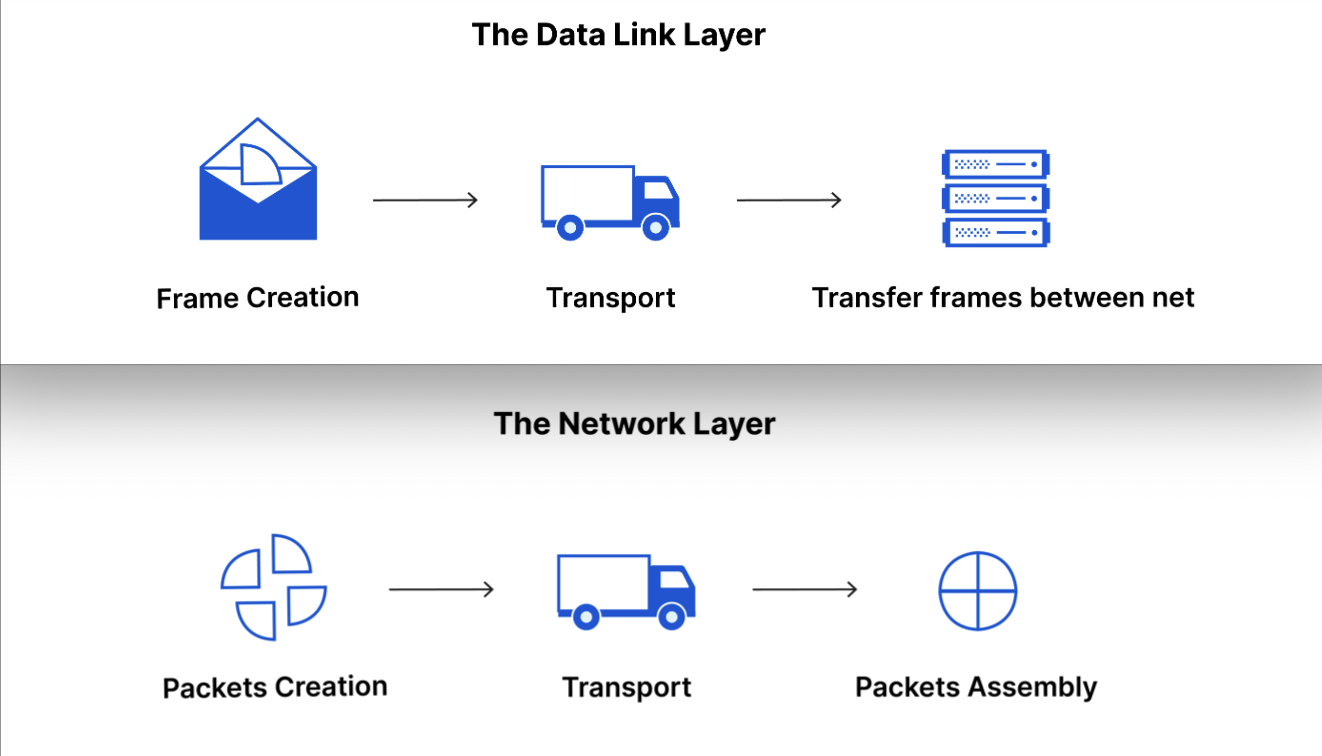 The Data Link Layer
Frame Creation
Transport
Transfer frames between net
The Network Layer
Packets Creation
Transport
Packets Assembly